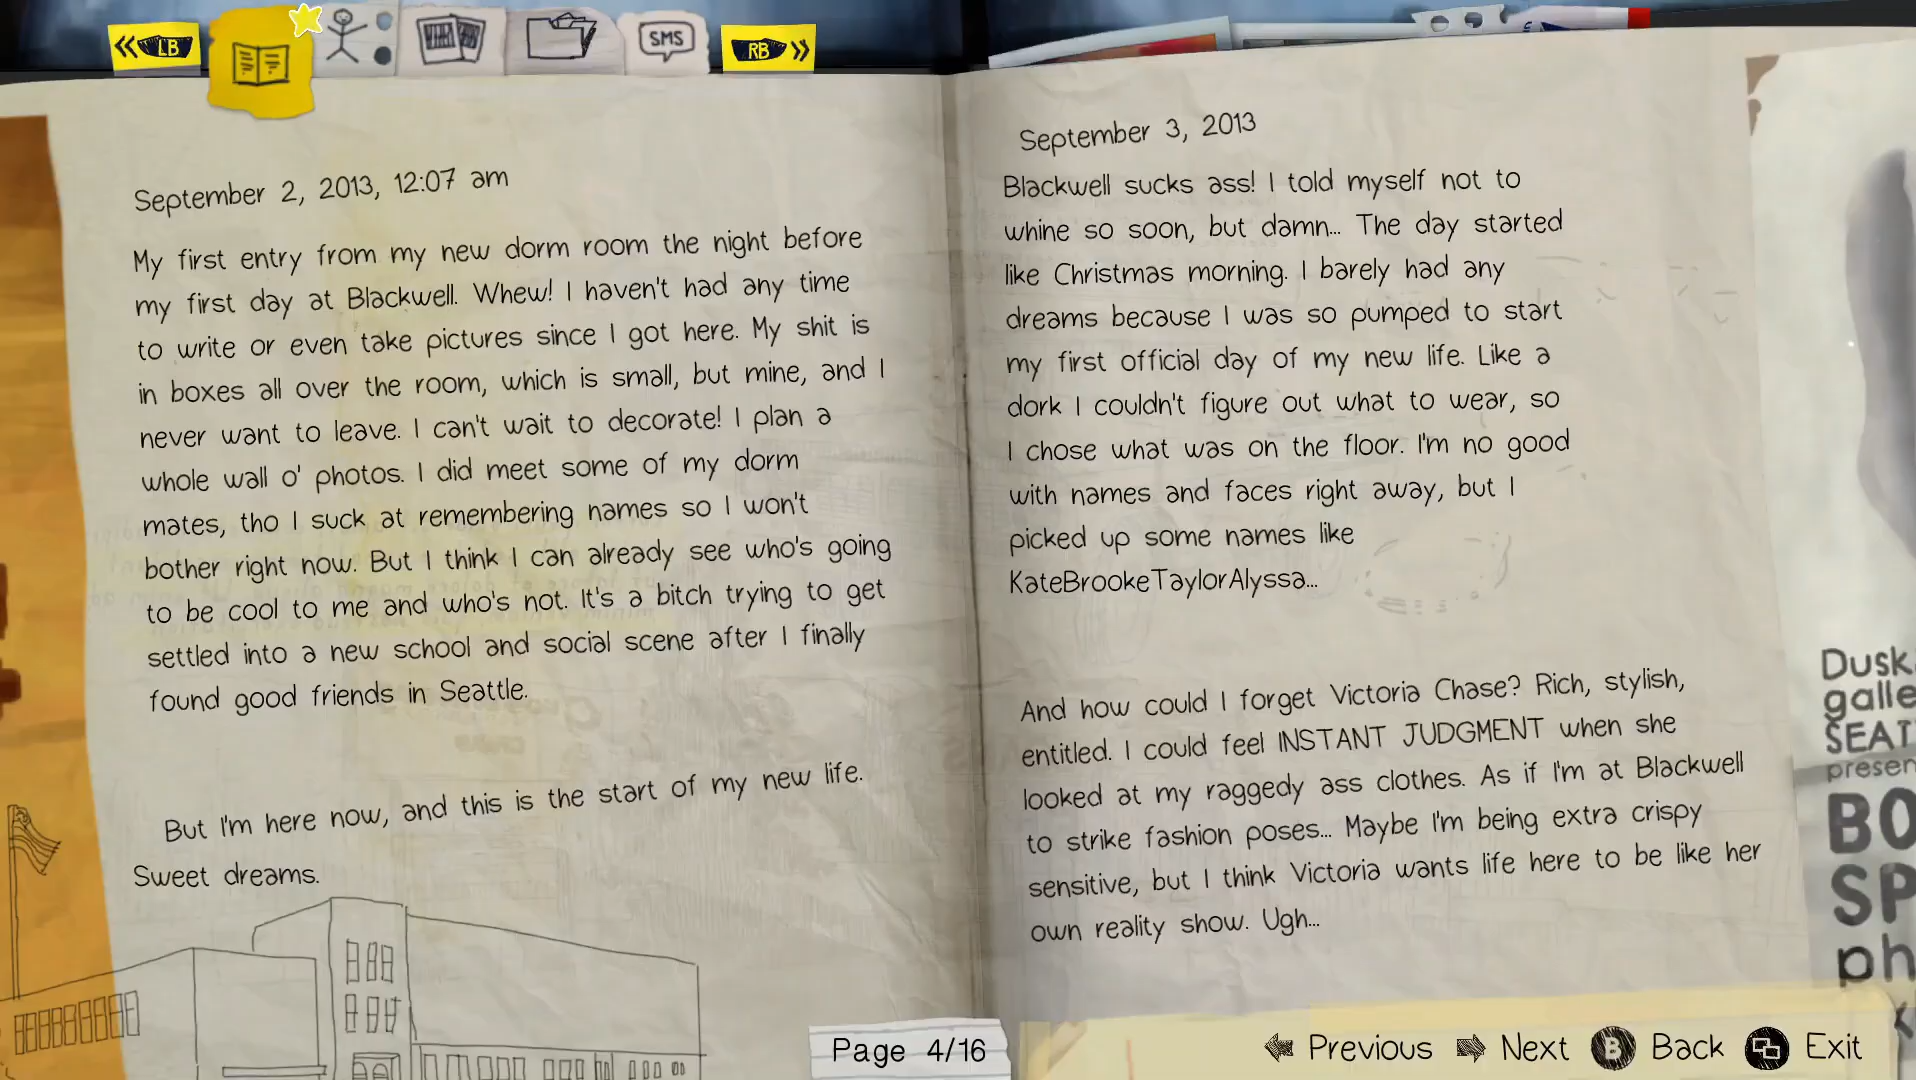 LB
SMS
RB
September 2, 2013, 12:07 am
My first entry from my new dorm room the night before
my first day at Blackwell. Whew! I haven't had any time
to write or even take pictures since I got here. My shit is
in boxes all over the room, which is small, but mine, and I
never want to leave. I can't wait to decorate! I plan a
whole wall o' photos. I did meet some of my dorm
mates, tho I suck at remembering names so I won't
bother right now. But I think I can already see who's going
to be cool to me and who's not. It's a bitch trying to get
settled into a new school and social scene after I finally
found good friends in Seattle.
But I'm here now, and this is the start of my new life.
Sweet dreams.
September 3, 2013
Blackwell sucks ass! I told myself not to
whine so soon, but damn... The day started
like Christmas morning. I barely had any
dreams because I was so pumped to start
my first official day of my new life. Like a
dork I couldn't figure out what to wear, so
I chose what was on the floor. I'm no good
with names and faces right away, but I
picked up some names like
KateBrookeTaylorAlyssa...
And how could I forget Victoria Chase? Rich, stylish,
entitled. I could feel INSTANT JUDGMENT when she
looked at my raggedy ass clothes. As if I'm at Blackwell
to strike fashion poses... Maybe I'm being extra crispy
sensitive, but I think Victoria wants life here to be like her
own reality show. Ugh...
Dusk
galle
SEAT
presen
BO
SP
ph
Page 4/16
Previous
Next
B
Back
Exit